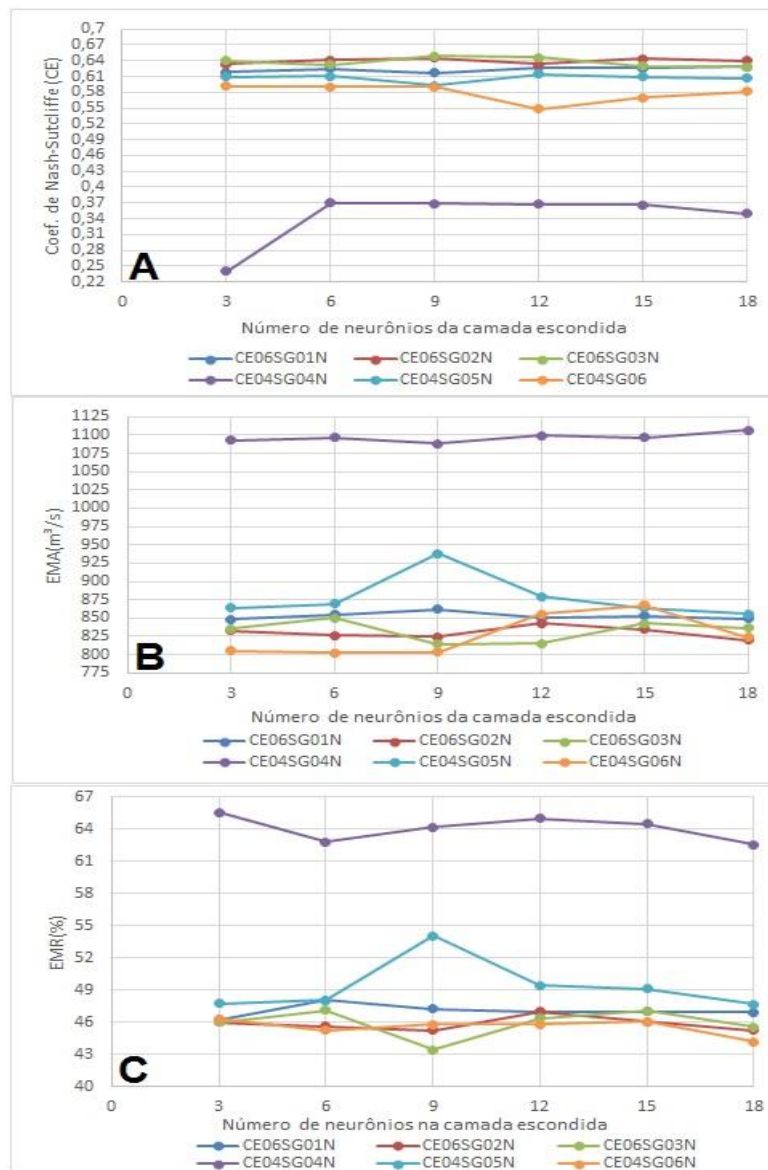 0,7
0,67
0,64
0,61
0,58
0,55
0,52
0,49
0,46
0,43
0,4
0,37
0,34
0,31
0,28
0,25
0,22
Coef. de Nash-Sutcliffe (CE)
A
0 3 6 9 12 15 18
Número de neurônios da camada escondida
CE06SG01N CE06SG02N CE06SG03N
CE04SG04N CE04SG05N CE04SG06
1125
1100
1075
1050
1025
1000
975
950
925
900
875
850
825
800
775
EMA(m³/s)
B
0 3 6 9 12 15 18
Número de neurônios da camada escondida
CE06SG01N CE06SG02N CE06SG03N
CE04SG04N CE04SG05N CE04SG06N
67
64
61
58
55
52
49
46
43
40
EMR(%)
C
0 3 6 9 12 15 18
Número de neurônios na camada escondida
CE06SG01N CE06SG02N CE06SG03N
CE04SG04N CE04SG05N CE04SG06N